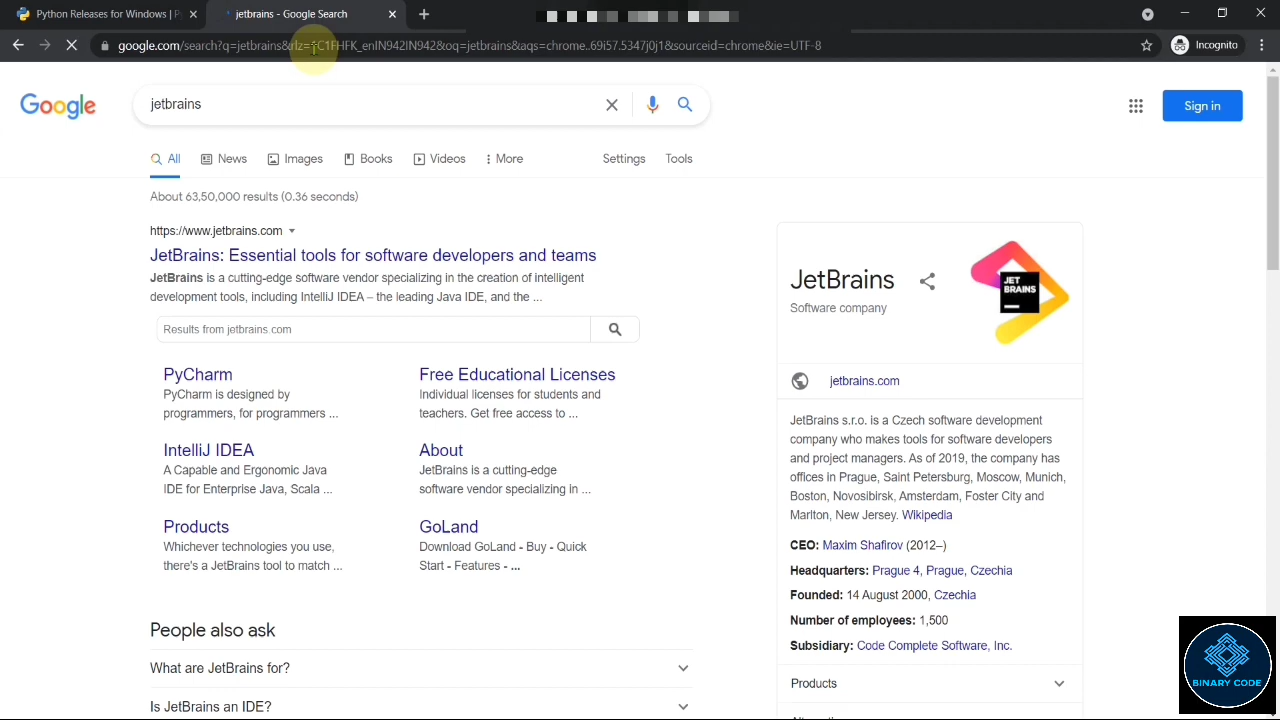 Python Releases for Windows | P
jetbrains - Google Search
google.com/search?q=jetbrains&rlz=1C1FHFK_enIN942IN942&oq=jetbrains&aqs=chrome..69i57.5347j0j1&sourceid=chrome&ie=UTF-8
Incognito
Google
jetbrains
Sign in
All
News
Images
Books
Videos
More
Settings
Tools
About 63,50,000 results (0.36 seconds)
https://www.jetbrains.com
JetBrains: Essential tools for software developers and teams
JetBrains is a cutting-edge software vendor specializing in the creation of intelligent
development tools, including IntelliJ IDEA – the leading Java IDE, and the ...
Results from jetbrains.com
PyCharm
PyCharm is designed by
programmers, for programmers ...
Free Educational Licenses
Individual licenses for students and
teachers. Get free access to ...
IntelliJ IDEA
A Capable and Ergonomic Java
IDE for Enterprise Java, Scala ...
About
JetBrains is a cutting-edge
software vendor specializing in ...
Products
Whichever technologies you use,
there's a JetBrains tool to match ...
GoLand
Download GoLand - Buy - Quick
Start - Features - ...
People also ask
What are JetBrains for?
Is JetBrains an IDE?
JetBrains
Software company
JET
BRAINS
jetbrains.com
JetBrains s.r.o. is a Czech software development
company who makes tools for software developers
and project managers. As of 2019, the company has
offices in Prague, Saint Petersburg, Moscow, Munich,
Boston, Novosibirsk, Amsterdam, Foster City and
Marlton, New Jersey. Wikipedia
CEO: Maxim Shafirov (2012–)
Headquarters: Prague 4, Prague, Czechia
Founded: 14 August 2000, Czechia
Number of employees: 1,500
Subsidiary: Code Complete Software, Inc.
Products
BINARY CODE